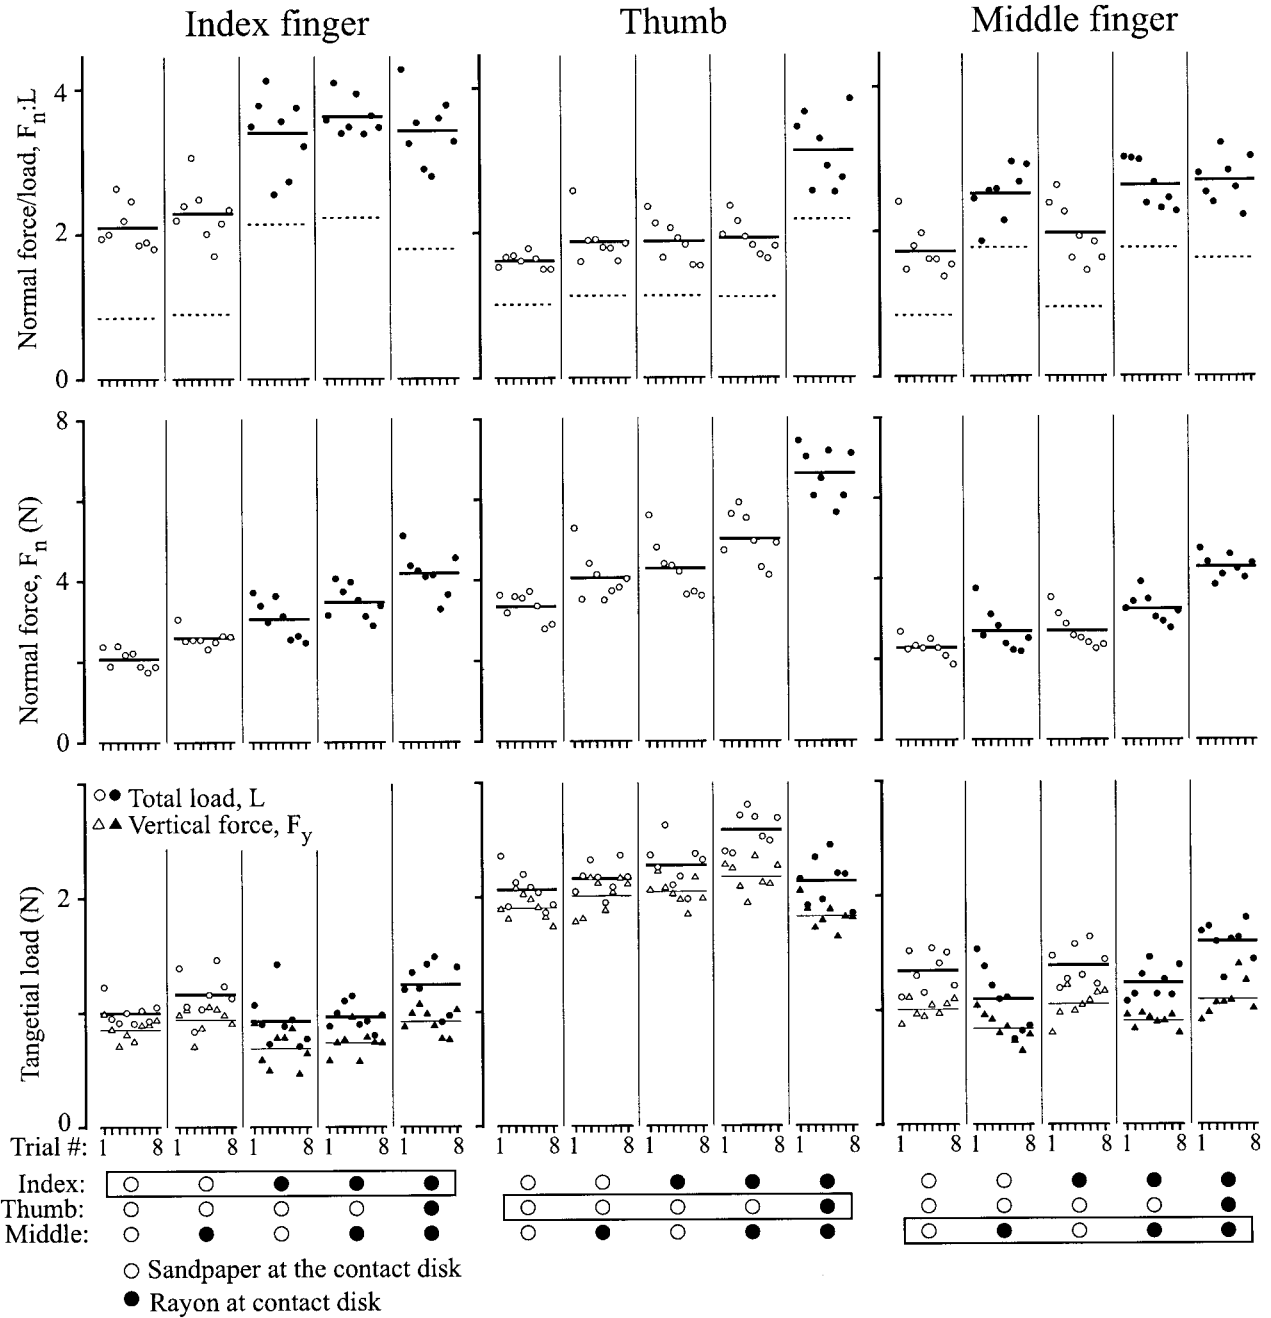 Index finger Thumb Middle finger
Normal force/load, Fn:L
4
2
0
Normal force, Fn (N)
8
4
0
Tangetial load (N)
Total load, L
Vertical force, Fy
2
0
Trial #: 1 8 1 8 1 8 1 8 1 8 1 8 1 8 1 8 1 8 1 8 1 8 1 8 1 8 1 8 1 8
Index:
Thumb:
Middle:
Sandpaper at the contact disk
Rayon at contact disk